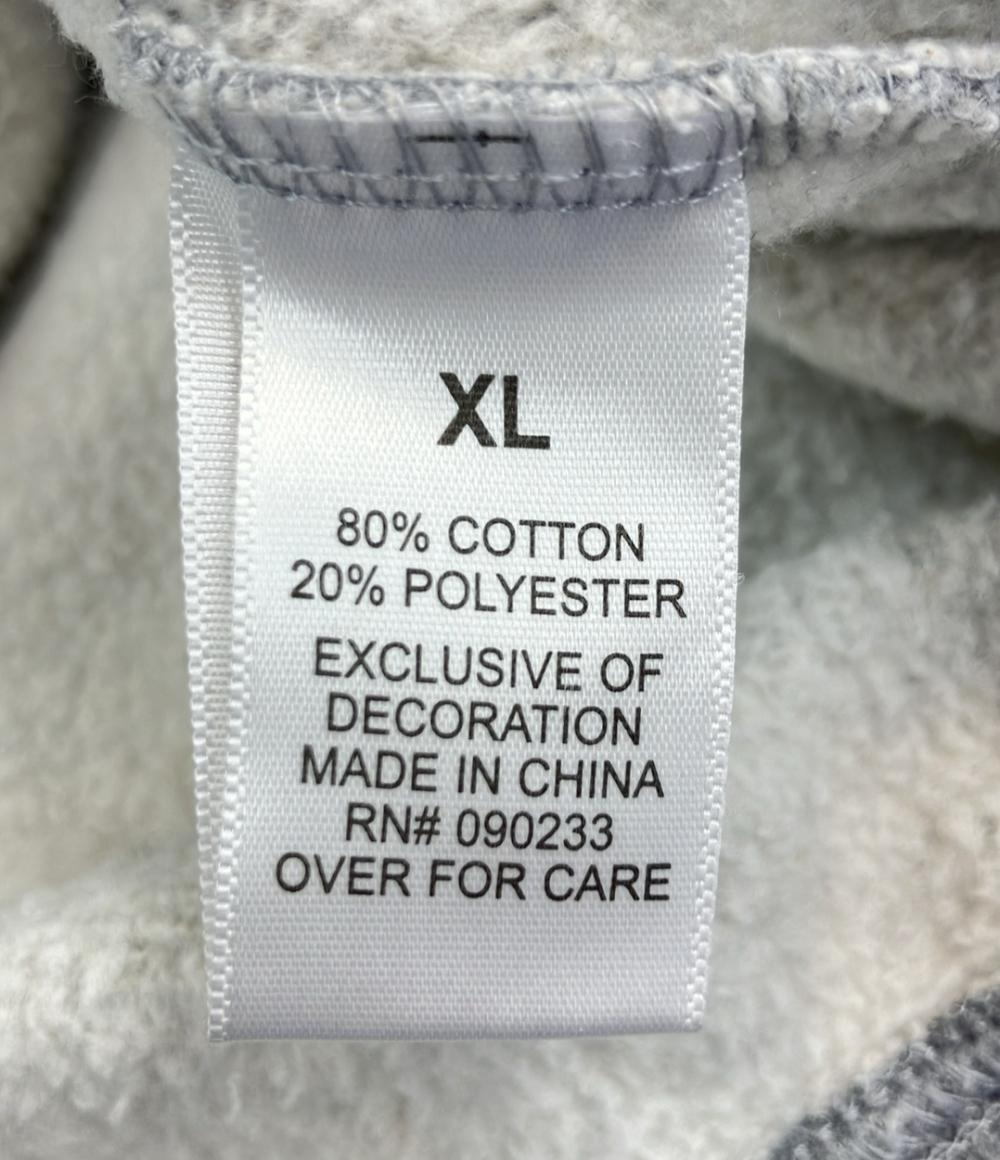 XL
80% COTTON
20% POLYESTER
EXCLUSIVE OF
DECORATION
MADE IN CHINA
RN# 090233
OVER FOR CARE